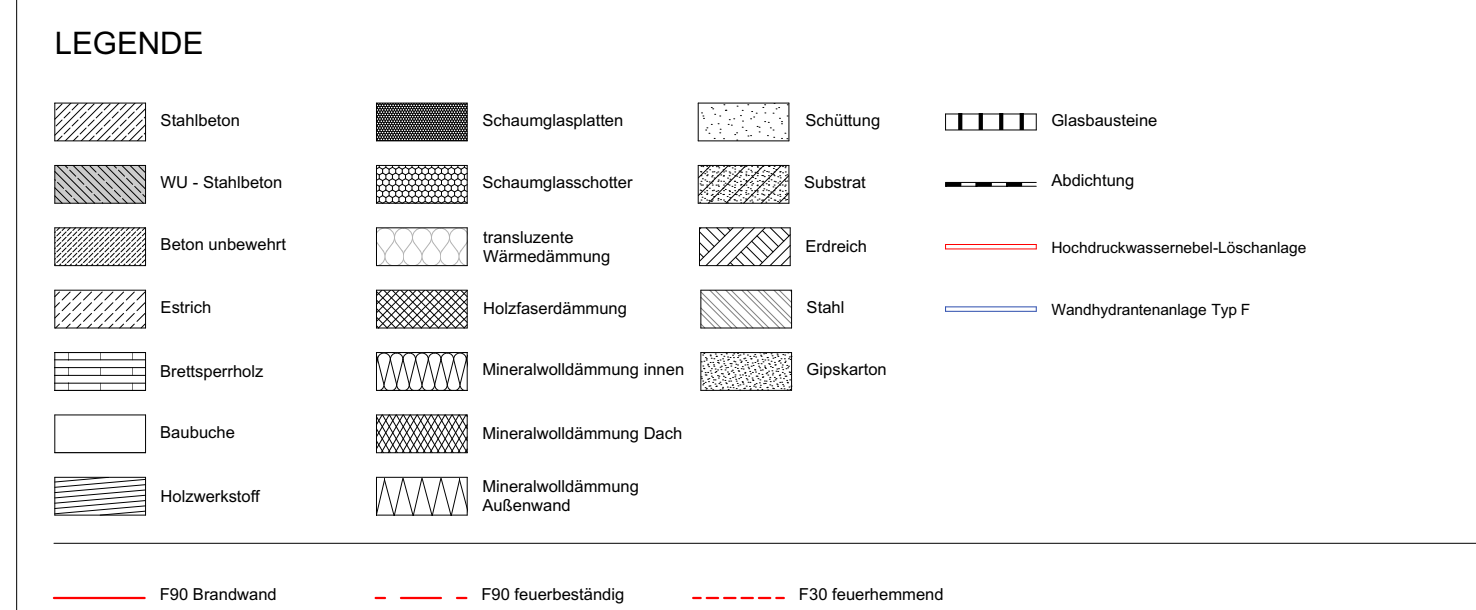 LEGENDE
Stahlbeton
WU - Stahlbeton
Beton unbewehrt
Estrich
Brettsperrholz
Baubuche
Holzwerkstoff
Schaumglasplatten
Schaumglasschotter
transluzente
Wärmedämmung
Holzfaserdämmung
Mineralwolldämmung innen
Mineralwolldämmung Dach
Mineralwolldämmung
Außenwand
Schüttung
Substrat
Erdreich
Stahl
Gipskarton
Glasbausteine
Abdichtung
Hochdruckwassernebel-Löschanlage
Wandhydrantenanlage Typ F
F90 Brandwand
F90 feuerbeständig
F30 feuerhemmend